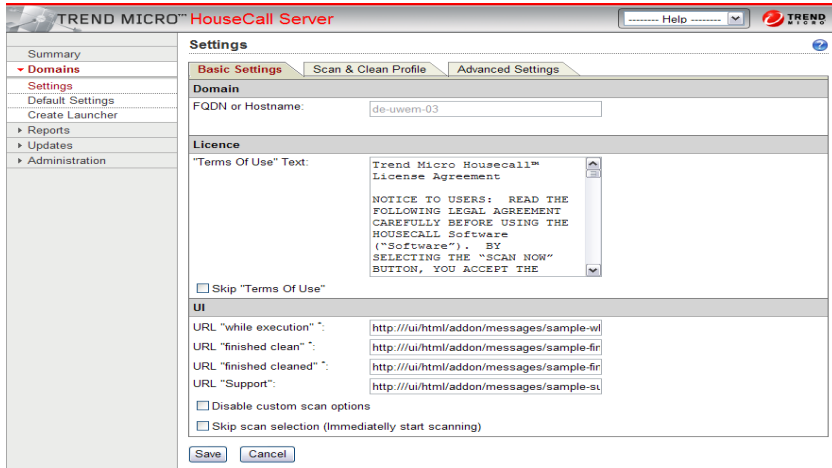 TREND MICRO™ HouseCall Server
-------- Help --------
TREND MICRO
Summary
Domains
Settings
Default Settings
Create Launcher
Reports
Updates
Administration
Settings
?
Basic Settings
Scan & Clean Profile
Advanced Settings
Domain
FQDN or Hostname:
de-uwem-03
Licence
"Terms Of Use" Text:
Trend Micro Housecall™
License Agreement
NOTICE TO USERS: READ THE
FOLLOWING LEGAL AGREEMENT
CAREFULLY BEFORE USING THE
HOUSECALL Software
("Software"). BY
SELECTING THE "SCAN NOW"
BUTTON, YOU ACCEPT THE
Skip "Terms Of Use"
UI
URL "while execution" *:
http:///ui/html/addon/messages/sample-wl
URL "finished clean" *:
http:///ui/html/addon/messages/sample-fir
URL "finished cleaned" *:
http:///ui/html/addon/messages/sample-fir
URL "Support":
http:///ui/html/addon/messages/sample-su
Disable custom scan options
Skip scan selection (Immediatelly start scanning)
Save
Cancel